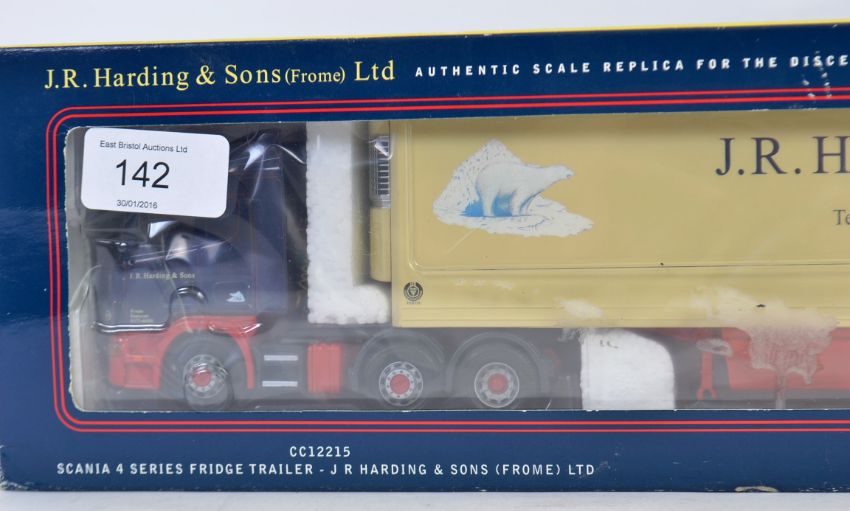 J.R. Harding & Sons (Frome) Ltd AUTHENTIC SCALE REPLICA FOR THE DISCE
East Bristol Auctions Ltd
142
30/01/2016
J.R. H
Te
J. R. Harding & Sons
CC12215
SCANIA 4 SERIES FRIDGE TRAILER - J R HARDING & SONS (FROME) LTD